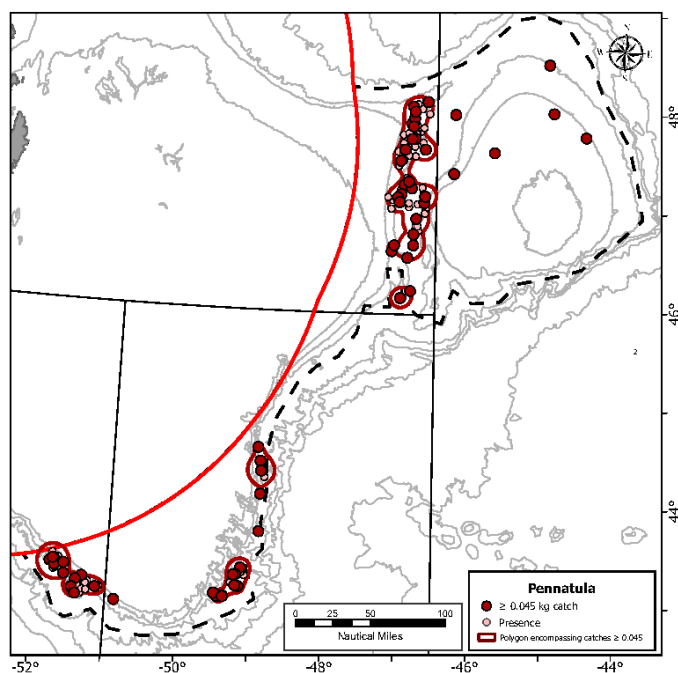 N
W E
S
48°
46°
2
44°
Pennatula
≥ 0.045 kg catch
Presence
Polygon encompassing catches ≥ 0.045
0 25 50 100
Nautical Miles
-52° -50° -48° -46° -44°